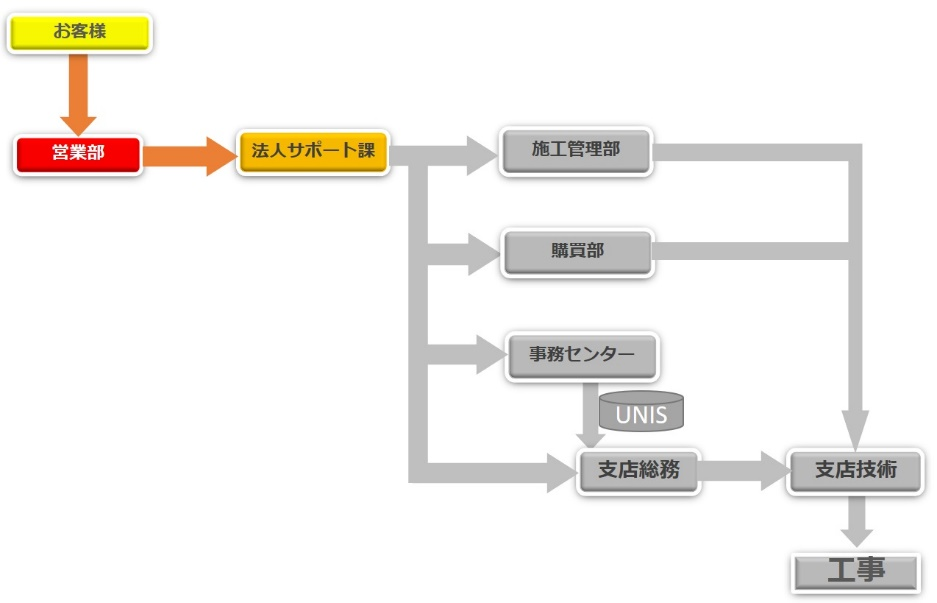 お客様
営業部
法人サポート課
施工管理部
購買部
事務センター
UNIS
支店総務
支店技術
工事